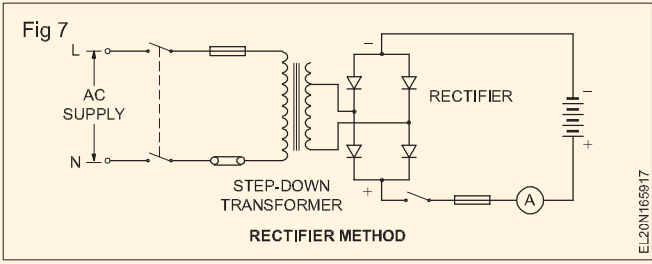 Fig 7
L
AC
SUPPLY
N
STEP-DOWN
TRANSFORMER
−
RECTIFIER
+
A
−
+
RECTIFIER METHOD
EL20N165917